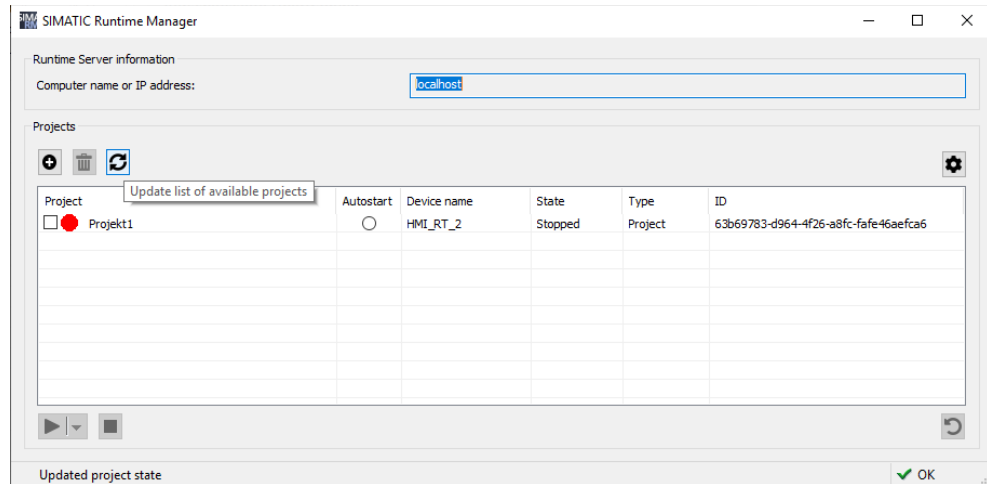 SIMATIC Runtime Manager
Runtime Server information
Computer name or IP address: localhost
Projects
Update list of available projects
Project Autostart Device name State Type ID
Projekt1 HMI_RT_2 Stopped Project 63b69783-d964-4f26-a8fc-fafe46aefca6
Updated project state OK